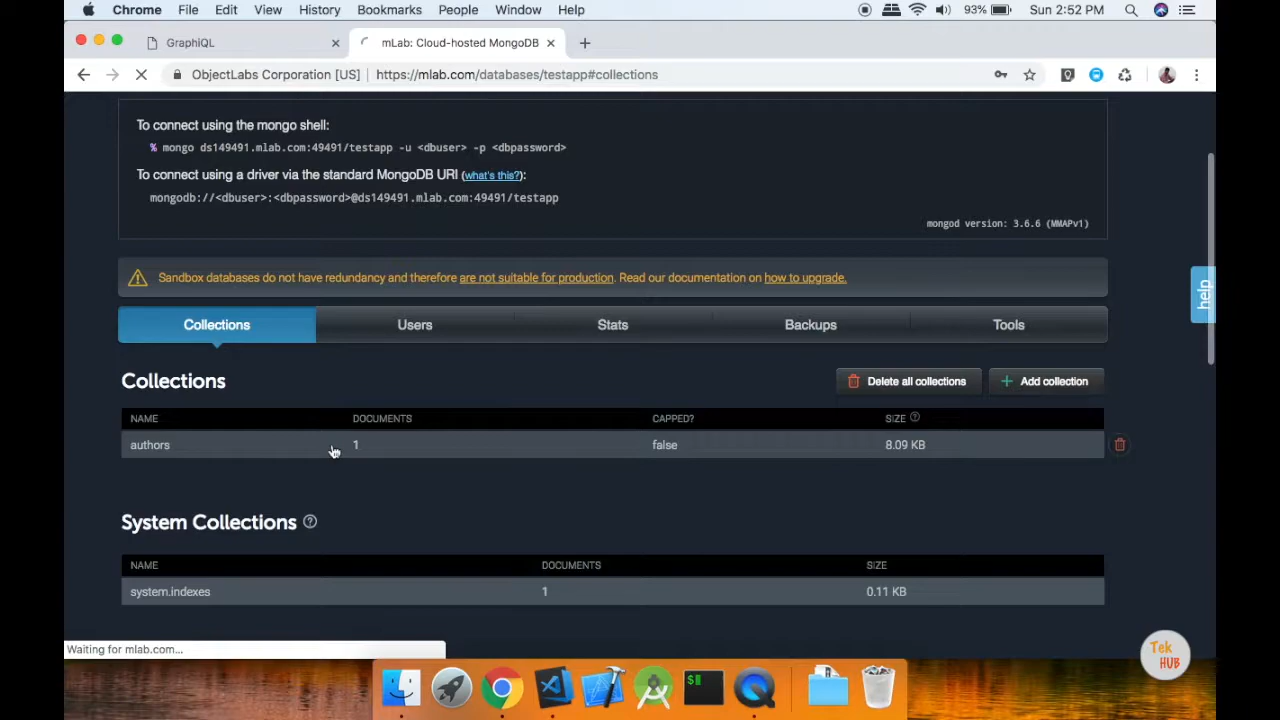 Chrome File Edit View History Bookmarks People Window Help 93% Sun 2:52 PM
GraphiQL mLab: Cloud-hosted MongoDB
ObjectLabs Corporation [US] https://mlab.com/databases/testapp#collections
To connect using the mongo shell:
% mongo ds149491.mlab.com:49491/testapp -u <dbuser> -p <dbpassword>
To connect using a driver via the standard MongoDB URI (what's this?):
mongodb://<dbuser>:<dbpassword>@ds149491.mlab.com:49491/testapp
mongod version: 3.6.6 (MMAPv1)
Sandbox databases do not have redundancy and therefore are not suitable for production. Read our documentation on how to upgrade.
help
Collections Users Stats Backups Tools
Collections Delete all collections + Add collection
NAME DOCUMENTS CAPPED? SIZE ?
authors 1 false 8.09 KB
System Collections ?
NAME DOCUMENTS SIZE
system.indexes 1 0.11 KB
Waiting for mlab.com...
Tek
HUB
$